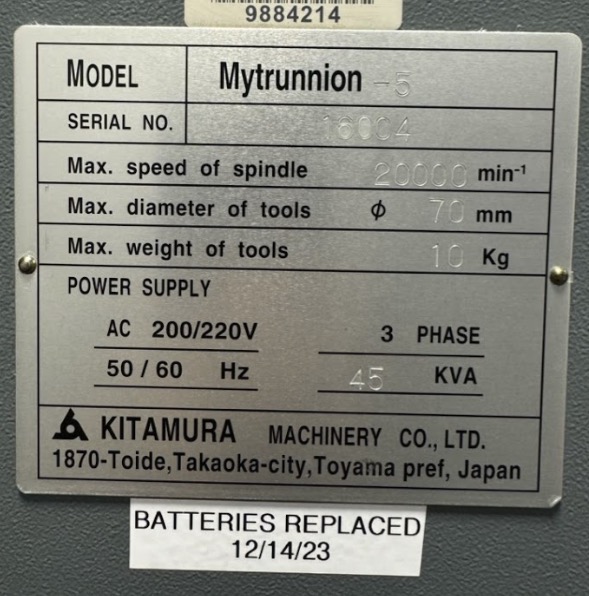 9884214
MODEL Mytrunnion -5
SERIAL NO. 16004
Max. speed of spindle 20000 min-1
Max. diameter of tools ϕ 70 mm
Max. weight of tools 10 Kg
POWER SUPPLY
AC 200/220V 3 PHASE
50 / 60 Hz 45 KVA
KITAMURA MACHINERY CO., LTD.
1870-Toide,Takaoka-city,Toyama pref, Japan
BATTERIES REPLACED
12/14/23